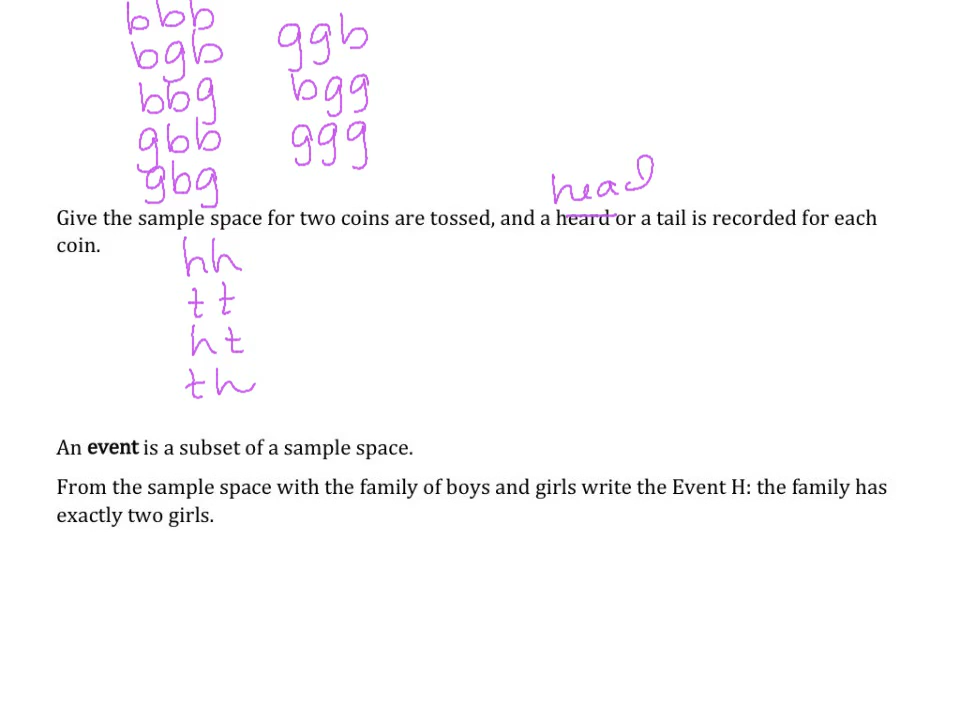 bbb
bgb
bbg
gbb
gbg
ggb
bgg
ggg
head
Give the sample space for two coins are tossed, and a heard or a tail is recorded for each
coin.
hh
tt
ht
th
An event is a subset of a sample space.
From the sample space with the family of boys and girls write the Event H: the family has
exactly two girls.